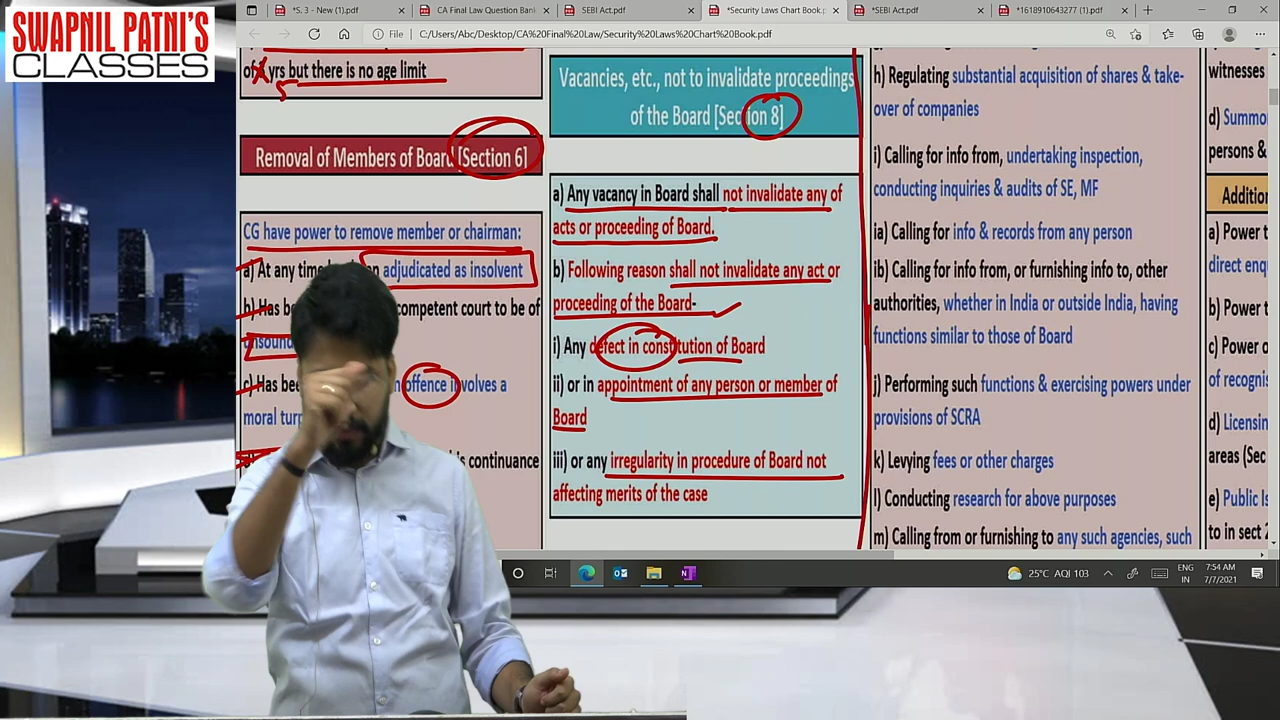 SWAPNIL PATNI'S
CLASSES
*S. 3 - New (1).pdf
CA Final Law Question Bank
SEBI Act.pdf
*Security Laws Chart Book.p
*SEBI Act.pdf
*1618910643277 (1).pdf
File
C:/Users/Abc/Desktop/CA%20Final%20Law/Security%20Laws%20Chart%20Book.pdf
yrs but there is no age limit
Removal of Members of Board [Section 6]
CG have power to remove member or chairman:
a) At any time
adjudicated as insolvent
b) Has be
competent court to be of
unsound
c) Has bee
offence involves a
moral turp
is continuance
Vacancies, etc., not to invalidate proceedings
of the Board [Section 8]
a) Any vacancy in Board shall not invalidate any of
acts or proceeding of Board.
b) Following reason shall not invalidate any act or
proceeding of the Board-
i) Any defect in constitution of Board
ii) or in appointment of any person or member of
Board
iii) or any irregularity in procedure of Board not
affecting merits of the case
h) Regulating substantial acquisition of shares & take-
over of companies
i) Calling for info from, undertaking inspection,
conducting inquiries & audits of SE, MF
ia) Calling for info & records from any person
ib) Calling for info from, or furnishing info to, other
authorities, whether in India or outside India, having
functions similar to those of Board
j) Performing such functions & exercising powers under
provisions of SCRA
k) Levying fees or other charges
l) Conducting research for above purposes
m) Calling from or furnishing to any such agencies, such
witnesses
d) Summo
persons &
Addition
a) Power t
direct enq
b) Power t
c) Power o
of recognis
d) Licensin
areas (Sec
e) Public Is
to in sect 2
25°C AQI 103
ENG
IN
7:54 AM
7/7/2021